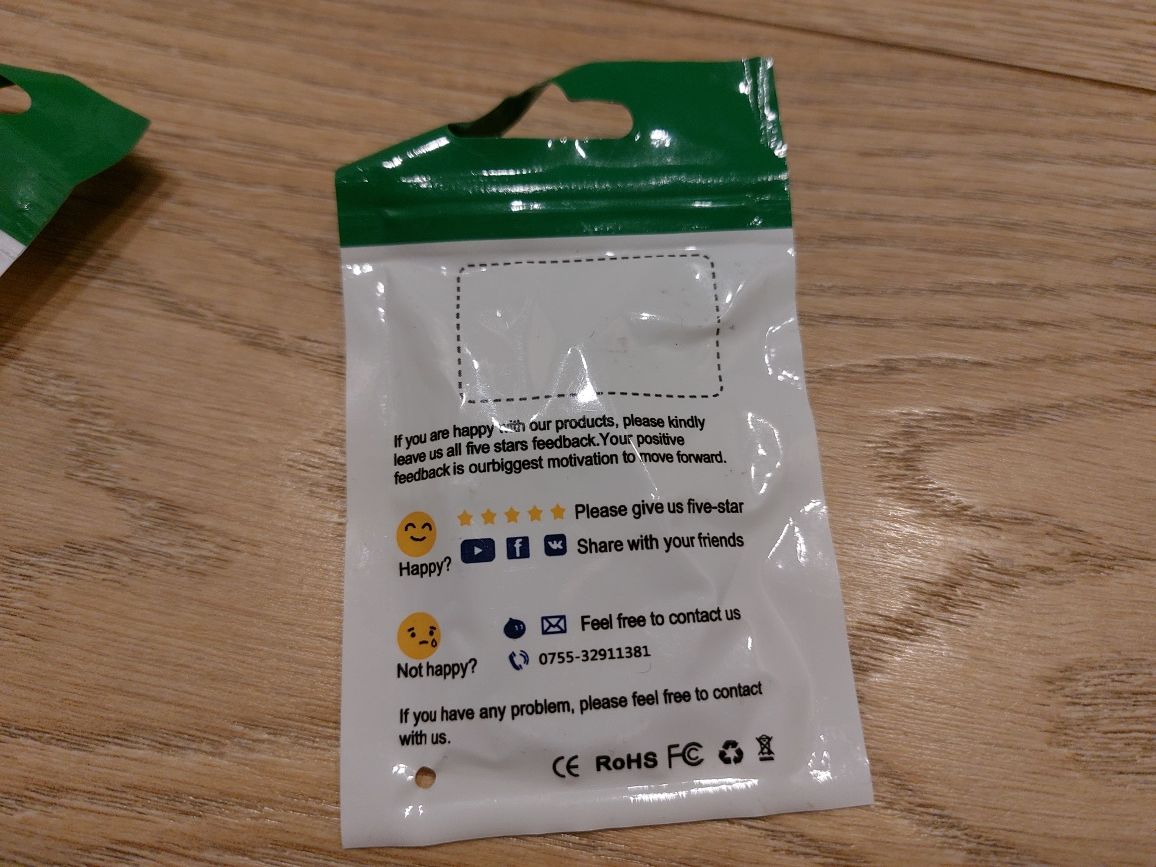 If you are happy with our products, please kindly
leave us all five stars feedback.Your positive
feedback is ourbiggest motivation to move forward.
Please give us five-star
Happy?
Share with your friends
Feel free to contact us
Not happy?
0755-32911381
If you have any problem, please feel free to contact
with us.
CE RoHS FC